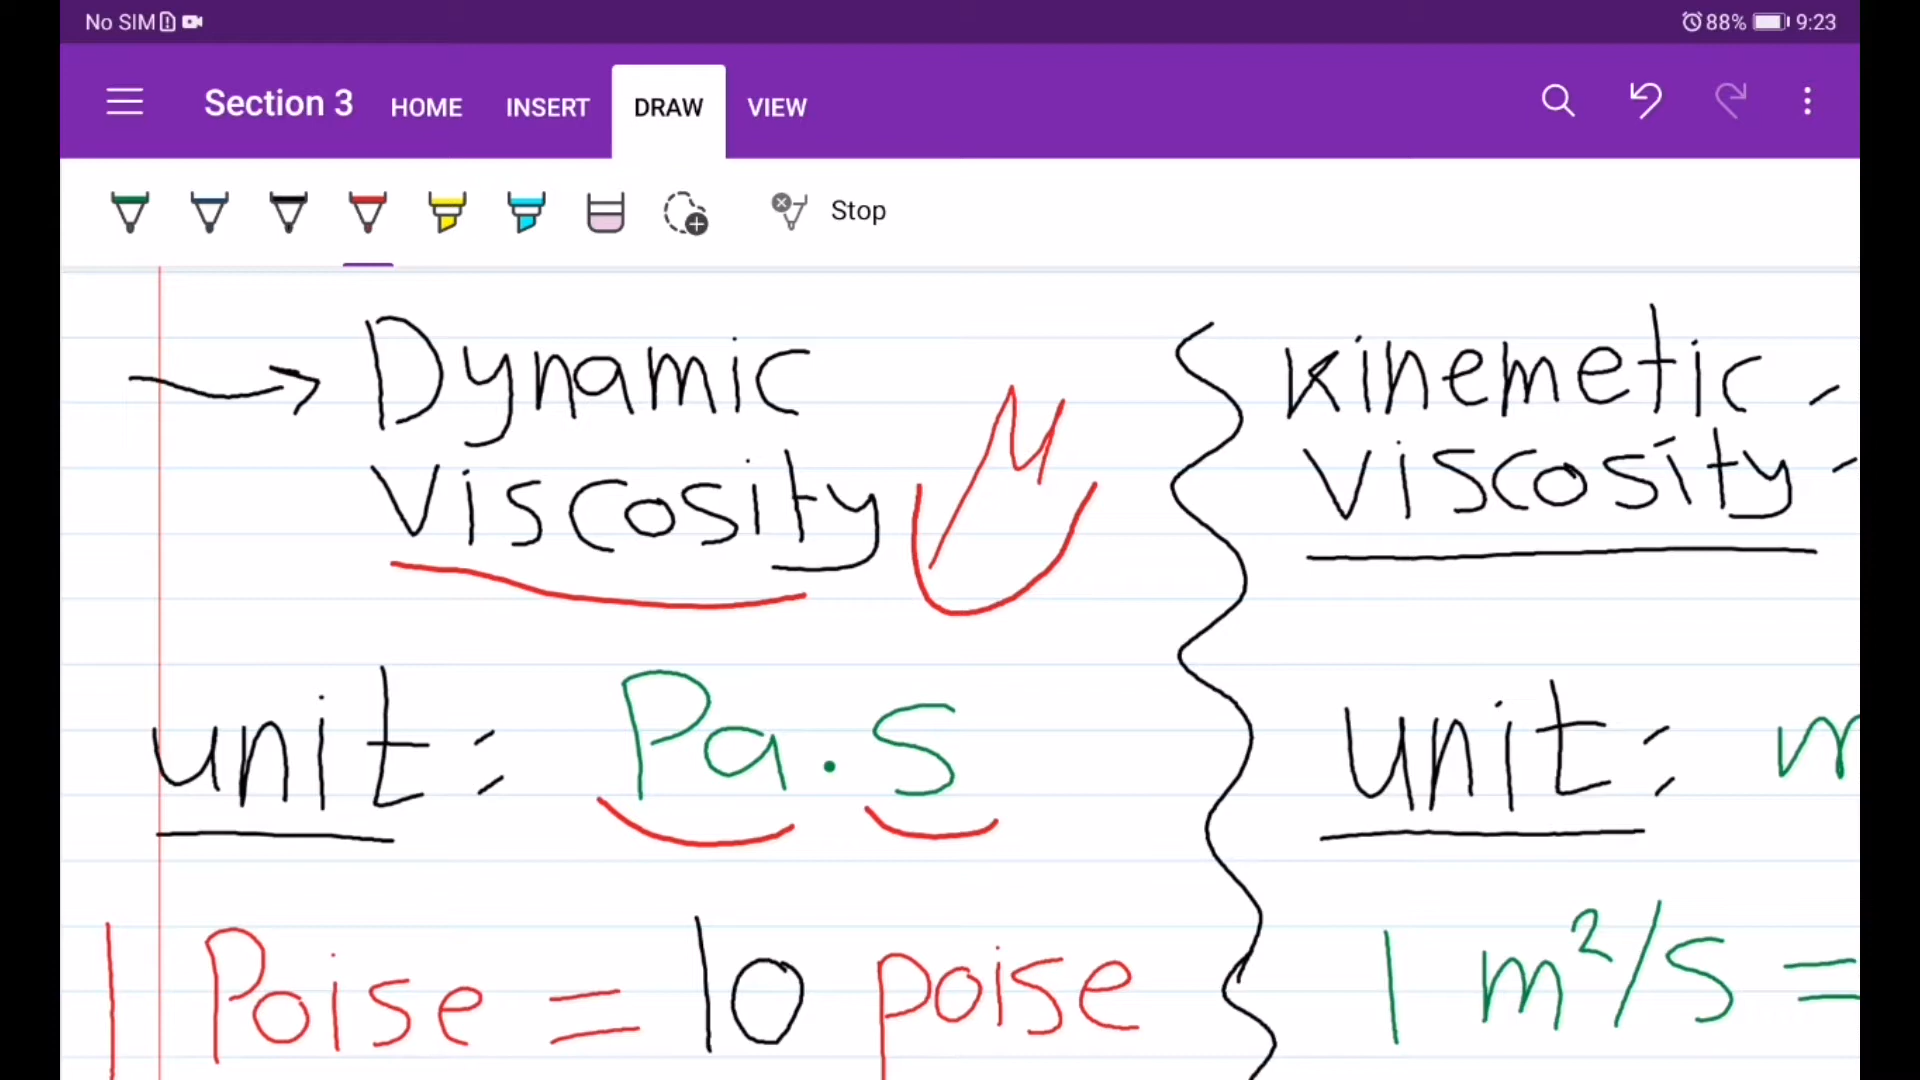 No SIM 88% 9:23
Section 3 HOME INSERT DRAW VIEW
Stop
Dynamic
Viscosity μ
unit: Pa.s
1 Poise = 10 poise
Kinemetic
Viscosity
unit: m
1 m²/s =